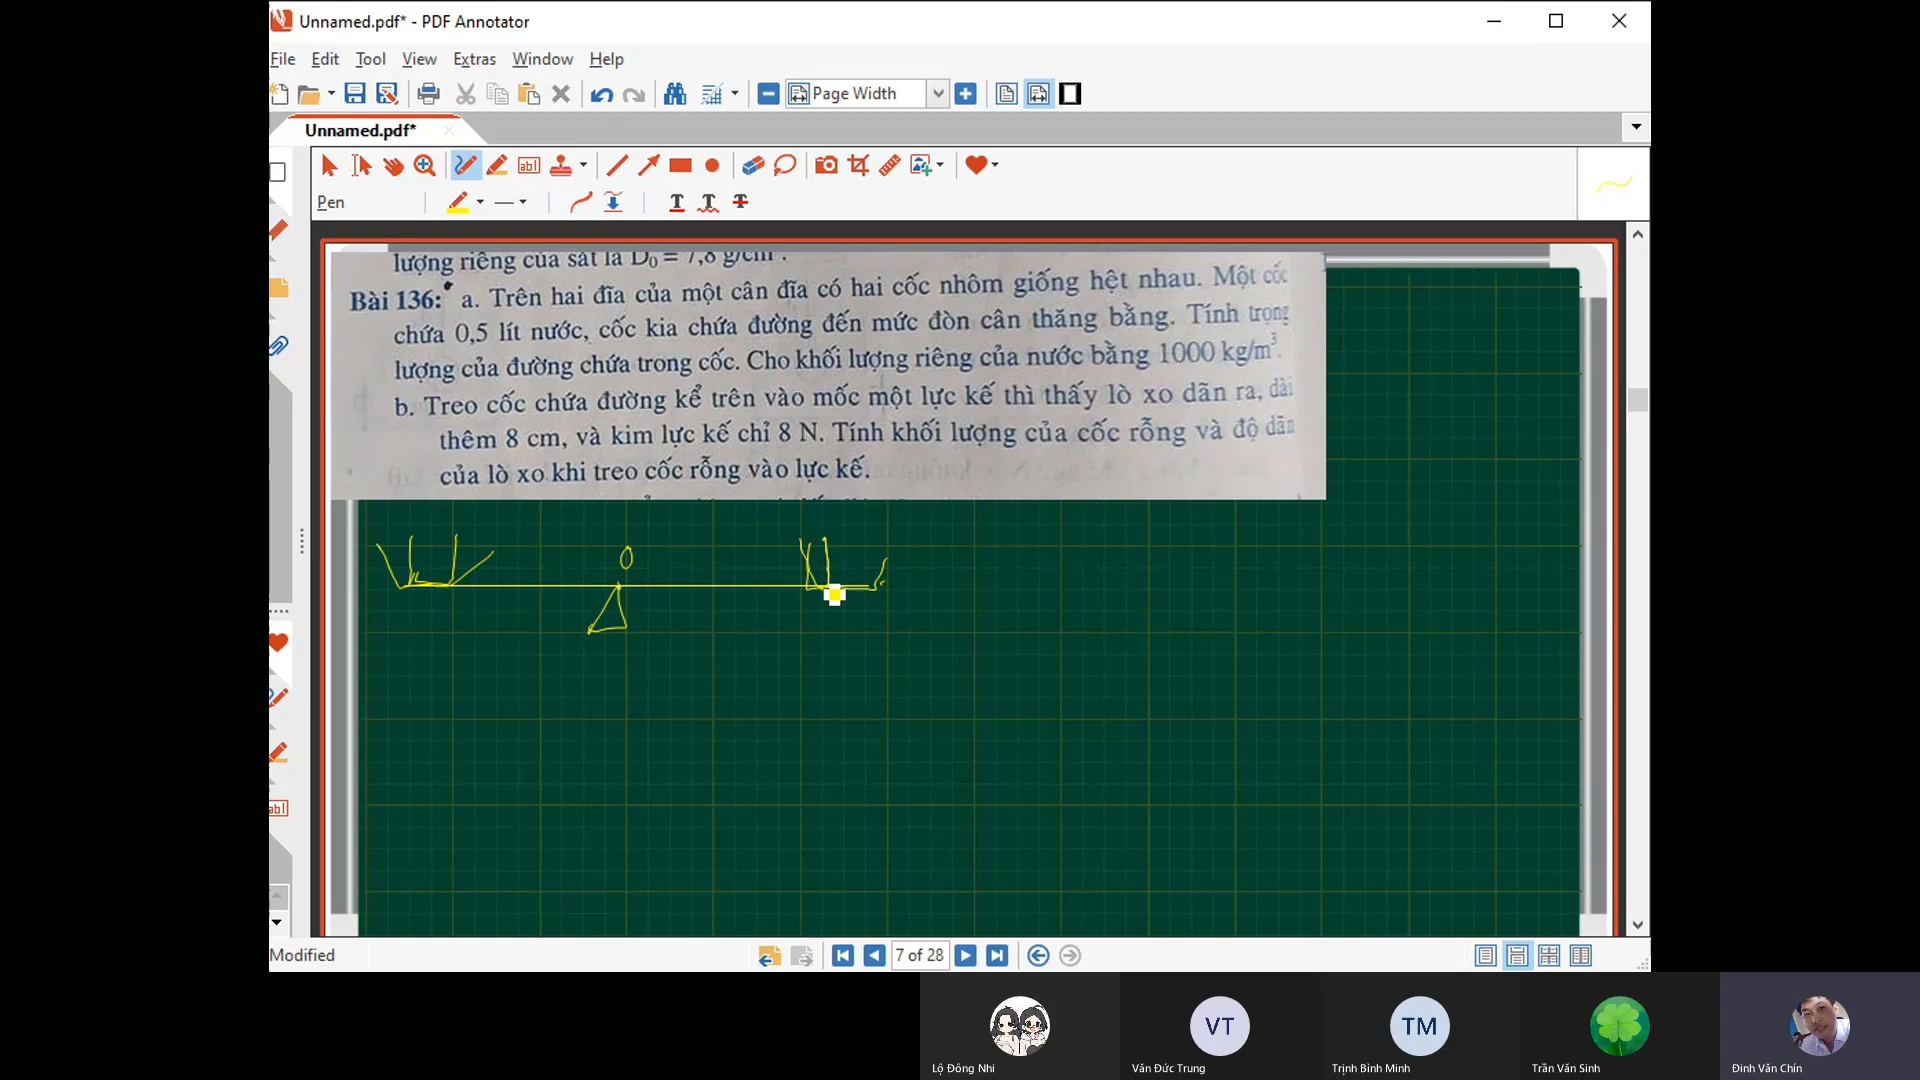 Unnamed.pdf* - PDF Annotator
File Edit Tool View Extras Window Help
Page Width
Unnamed.pdf*
Pen
lượng riêng của sắt là D₀ = 7,8 g/cm³.
Bài 136: a. Trên hai đĩa của một cân đĩa có hai cốc nhôm giống hệt nhau. Một cốc
chứa 0,5 lít nước, cốc kia chứa đường đến mức đòn cân thăng bằng. Tính trọng
lượng của đường chứa trong cốc. Cho khối lượng riêng của nước bằng 1000 kg/m³.
b. Treo cốc chứa đường kể trên vào mốc một lực kế thì thấy lò xo dãn ra, dài
thêm 8 cm, và kim lực kế chỉ 8 N. Tính khối lượng của cốc rỗng và độ dãn
của lò xo khi treo cốc rỗng vào lực kế.
0
Modified
7 of 28
VT TM
Lộ Đông Nhi Văn Đức Trung Trịnh Bỉnh Minh Trần Văn Sinh Đinh Văn Chín